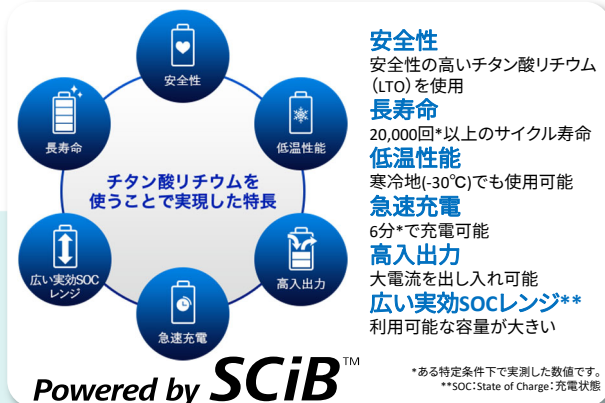 安全性
長寿命
低温性能
チタン酸リチウムを
使うことで実現した特長
広い実効SOC
レンジ
高入出力
急速充電
Powered by SCiB™
安全性
安全性の高いチタン酸リチウム
（LTO）を使用
長寿命
20,000回*以上のサイクル寿命
低温性能
寒冷地(-30℃)でも使用可能
急速充電
6分*で充電可能
高入出力
大電流を出し入れ可能
広い実効SOCレンジ**
利用可能な容量が大きい
*ある特定条件下で実測した数値です。
**SOC：State of Charge：充電状態